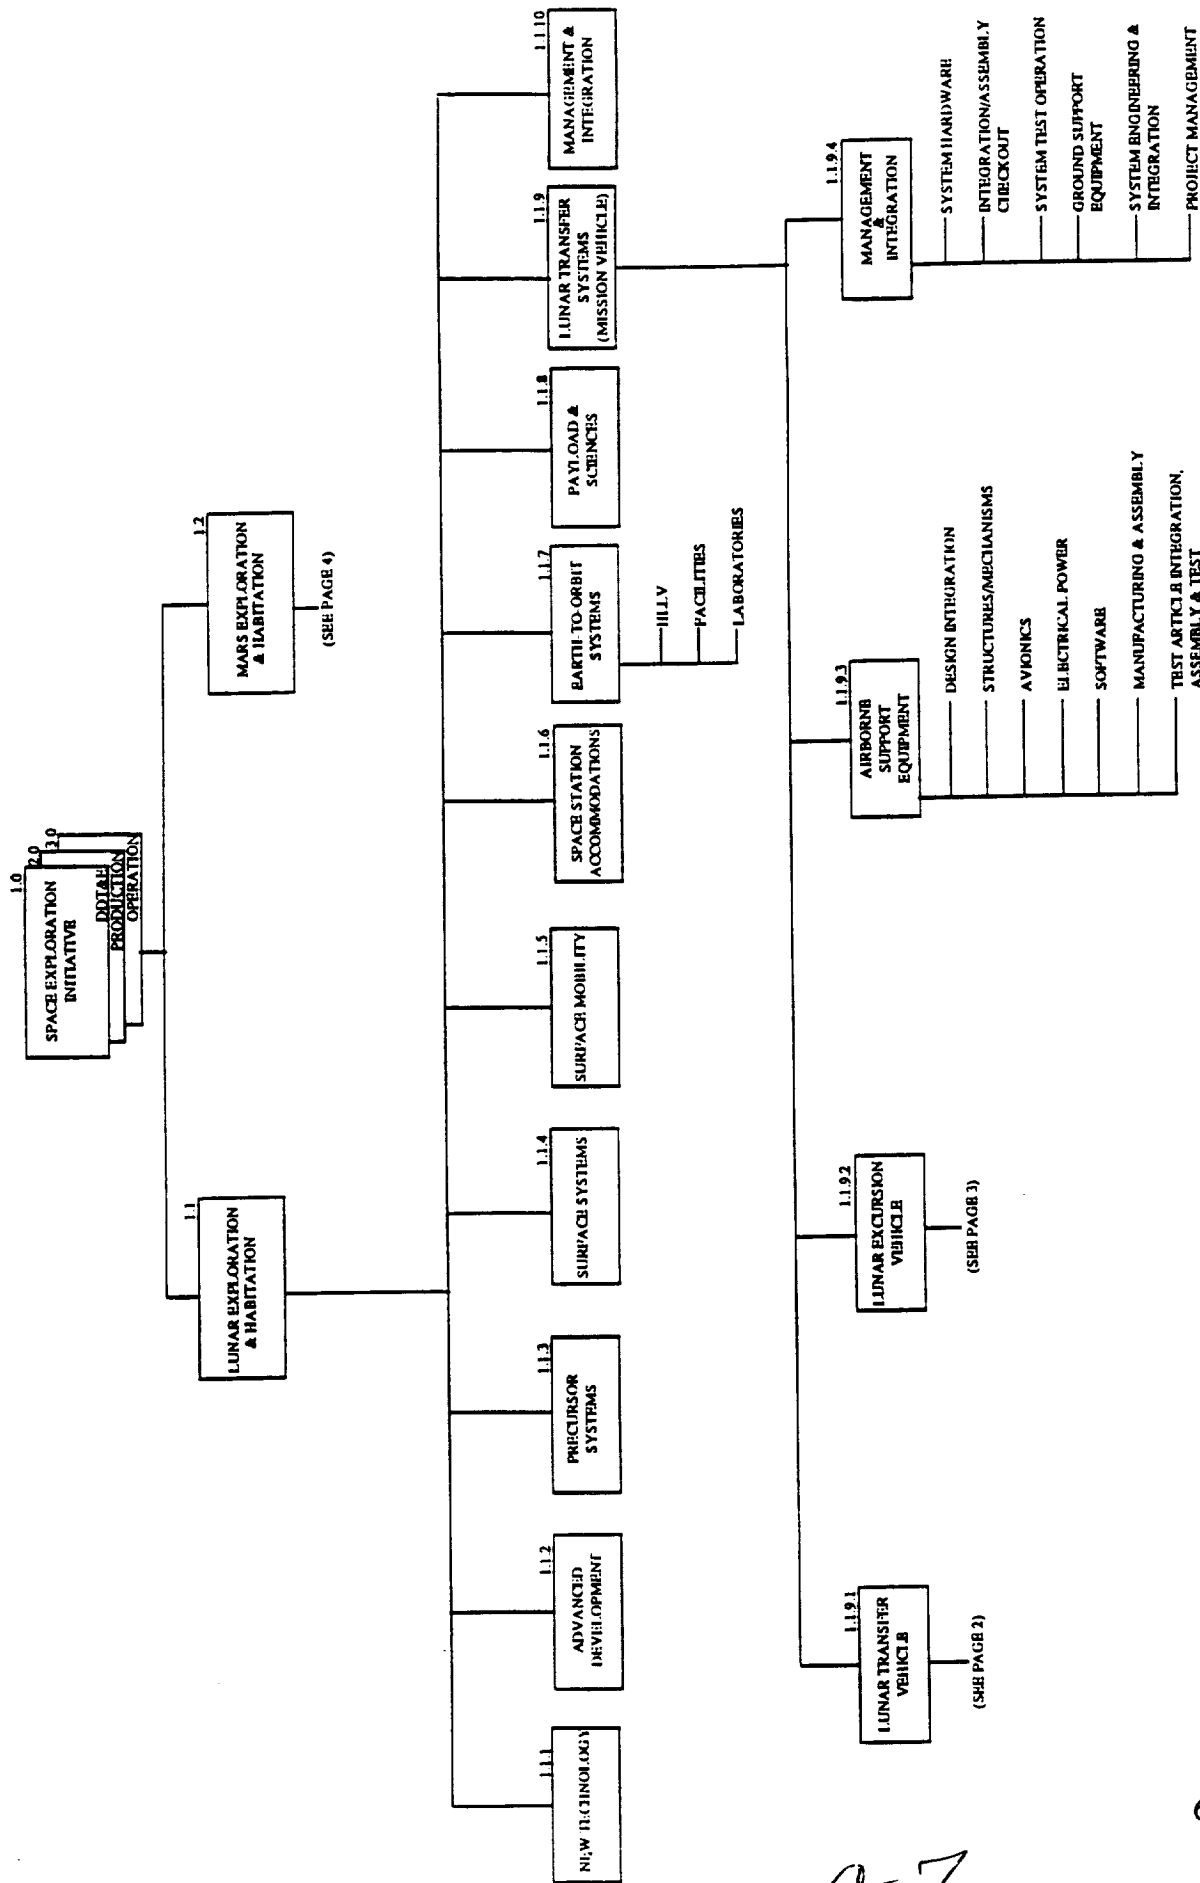 1.0
SPACE EXPLORATION
INITIATIVE
DDT&E
2.0
PRODUCTION
3.0
OPERATION
1.1
LUNAR EXPLORATION
& HABITATION
1.2
MARS EXPLORATION
& HABITATION
(SEE PAGE 4)
1.1.1
NEW TECHNOLOGY
1.1.2
ADVANCED
DEVELOPMENT
1.1.3
PRECURSOR
SYSTEMS
1.1.4
SURFACE SYSTEMS
1.1.5
SURFACE MOBILITY
1.1.6
SPACE STATION
ACCOMMODATIONS
1.1.7
EARTH-TO-ORBIT
SYSTEMS
HLLV
FACILITIES
LABORATORIES
1.1.8
PAYLOAD &
SCIENCES
1.1.9
LUNAR TRANSFER
SYSTEMS
(MISSION VEHICLE)
1.1.10
MANAGEMENT &
INTEGRATION
1.1.9.1
LUNAR TRANSFER
VEHICLE
(SEE PAGE 2)
1.1.9.2
LUNAR EXCURSION
VEHICLE
(SEE PAGE 3)
1.1.9.3
AIRBORNE
SUPPORT
EQUIPMENT
DESIGN INTEGRATION
STRUCTURES/MECHANISMS
AVIONICS
ELECTRICAL POWER
SOFTWARE
MANUFACTURING & ASSEMBLY
TEST ARTICLE INTEGRATION,
ASSEMBLY & TEST
1.1.9.4
MANAGEMENT
&
INTEGRATION
SYSTEM HARDWARE
INTEGRATION/ASSEMBLY
CHECKOUT
SYSTEM TEST OPERATION
GROUND SUPPORT
EQUIPMENT
SYSTEM ENGINEERING &
INTEGRATION
PROJECT MANAGEMENT